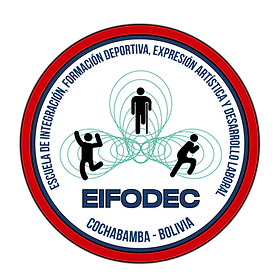 ESCUELA DE INTEGRACIÓN, FORMACIÓN DEPORTIVA, EXPRESIÓN ARTÍSTICA Y DESARROLLO LABORAL
EIFODEC
COCHABAMBA - BOLIVIA